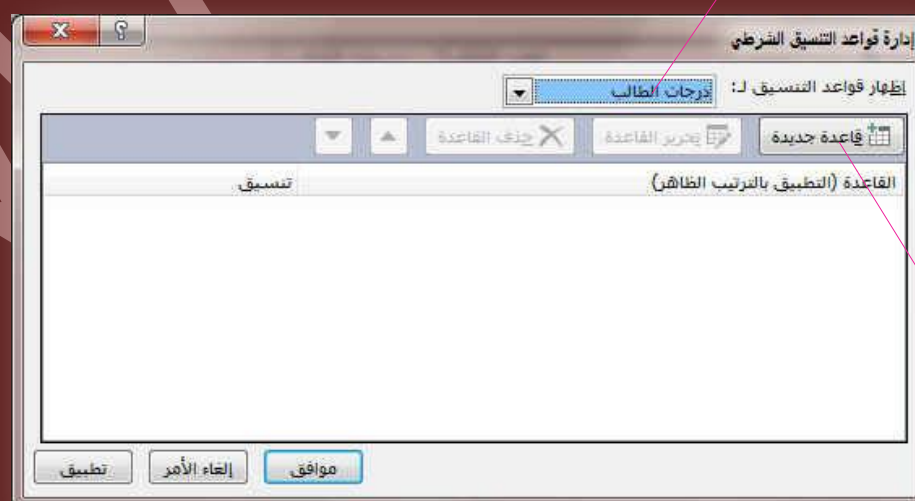 إدارة قواعد التنسيق الشرطي
إظهار قواعد التنسيق لـ: درجات الطالب
قاعدة جديدة تحرير القاعدة حذف القاعدة
القاعدة (التطبيق بالترتيب الظاهر) تنسيق
موافق إلغاء الأمر تطبيق